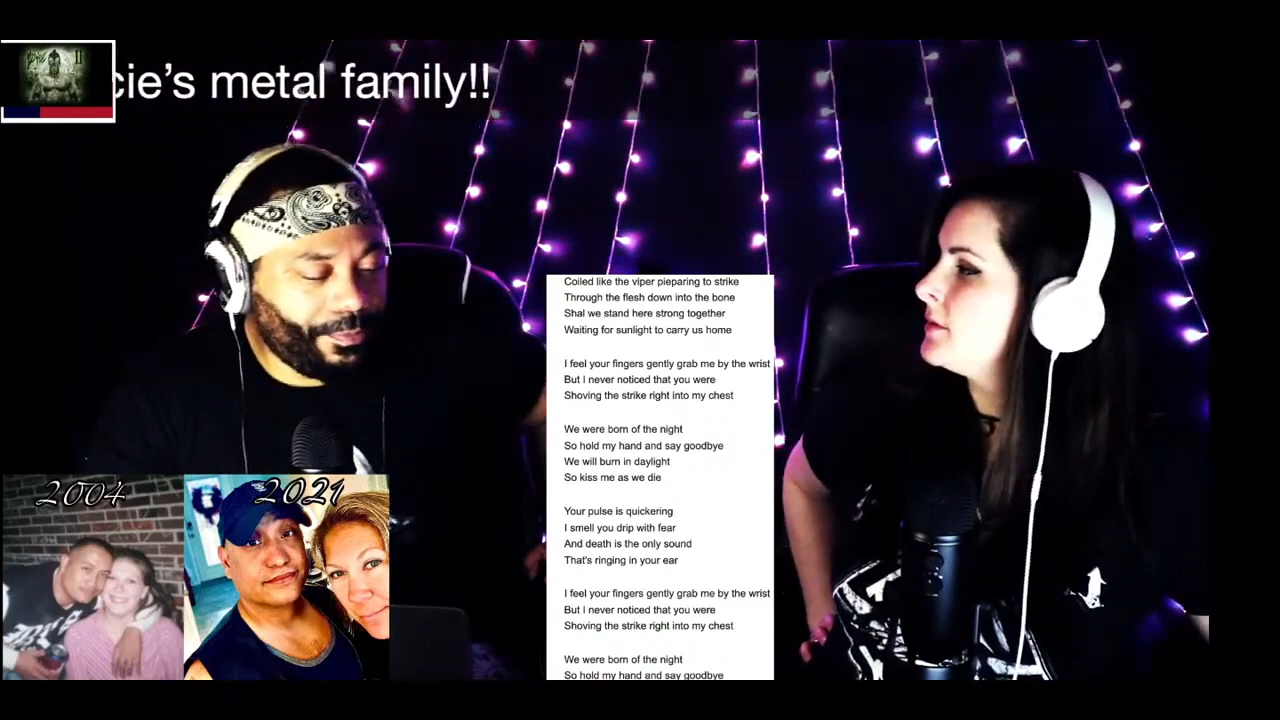 cie’s metal family!!
Coiled like the viper pieparing to strike
Through the flesh down into the bone
Shal we stand here strong together
Waiting for sunlight to carry us home
I feel your fingers gently grab me by the wrist
But I never noticed that you were
Shoving the strike right into my chest
We were born of the night
So hold my hand and say goodbye
We will burn in daylight
So kiss me as we die
Your pulse is quickering
I smell you drip with fear
And death is the only sound
That's ringing in your ear
I feel your fingers gently grab me by the wrist
But I never noticed that you were
Shoving the strike right into my chest
We were born of the night
So hold my hand and say goodbye
2004
2021